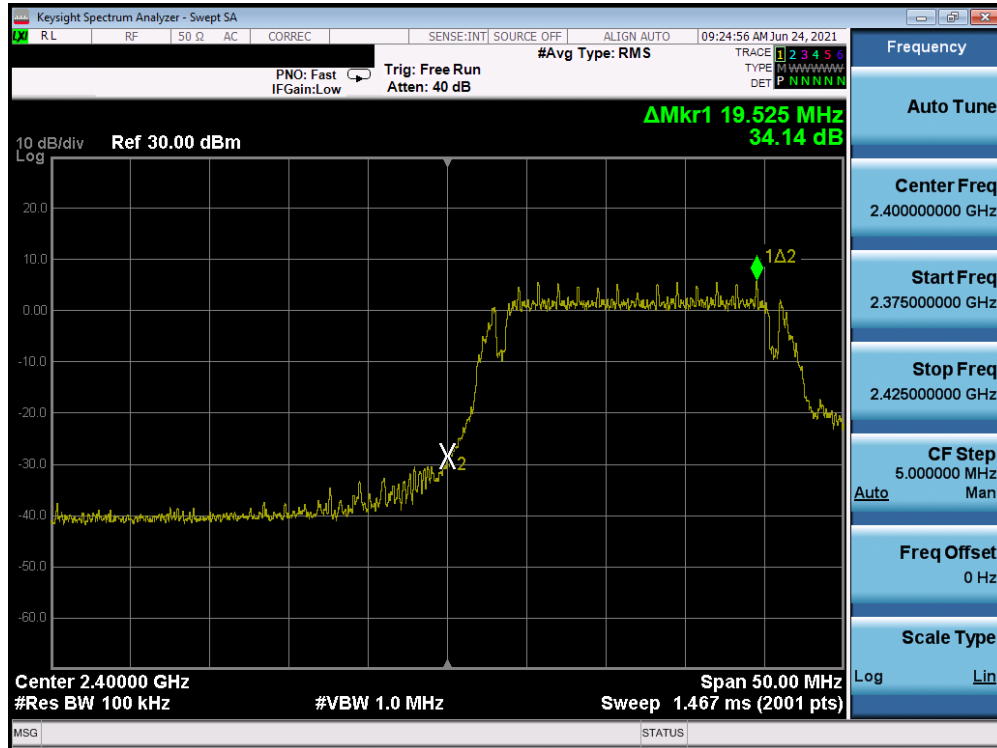 Keysight Spectrum Analyzer - Swept SA
LXI RL RF 50 Ω AC CORREC SENSE:INT SOURCE OFF ALIGN AUTO 09:24:56 AM Jun 24, 2021
#Avg Type: RMS
TRACE 1 2 3 4 5 6
PNO: Fast Trig: Free Run TYPE M W W W W W
IFGain:Low Atten: 40 dB DET P N N N N N
ΔMkr1 19.525 MHz
34.14 dB
10 dB/div Ref 30.00 dBm
Log
20.0
10.0
1Δ2
0.00
-10.0
-20.0
-30.0
X2
-40.0
-50.0
-60.0
Center 2.40000 GHz Span 50.00 MHz
#Res BW 100 kHz #VBW 1.0 MHz Sweep 1.467 ms (2001 pts)
MSG STATUS
Frequency
Auto Tune
Center Freq
2.400000000 GHz
Start Freq
2.375000000 GHz
Stop Freq
2.425000000 GHz
CF Step
5.000000 MHz
Auto Man
Freq Offset
0 Hz
Scale Type
Log Lin